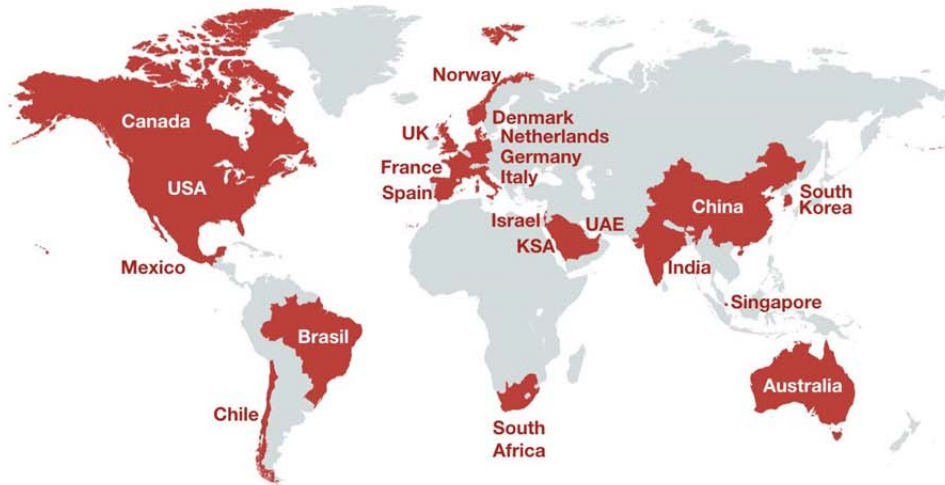 Canada
USA
Mexico
Brasil
Chile
Norway
Denmark
UK
Netherlands
France
Germany
Spain
Italy
Israel
UAE
KSA
South
Africa
China
South
Korea
India
Singapore
Australia